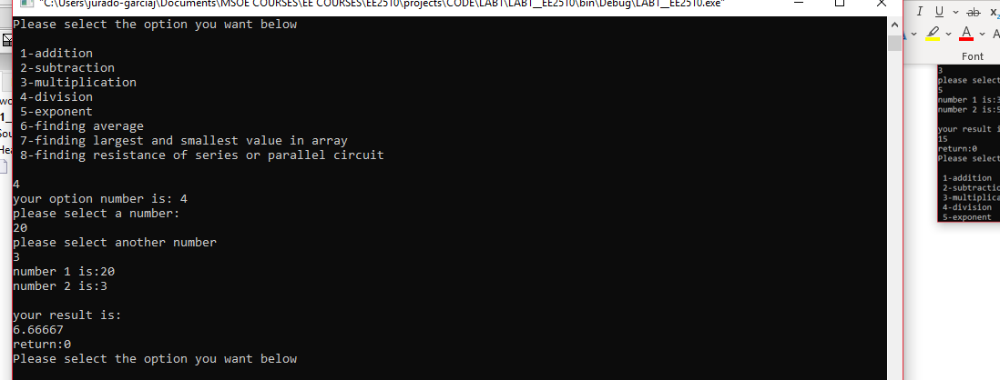 "C:\Users\jurado-garciaj\Documents\MSOE COURSES\EE COURSES\EE2510\projects\CODE\LAB1\LAB1__EE2510\bin\Debug\LAB1__EE2510.exe"
Please select the option you want below
1-addition
2-subtraction
3-multiplication
4-division
5-exponent
6-finding average
7-finding largest and smallest value in array
8-finding resistance of series or parallel circuit
4
your option number is: 4
please select a number:
20
please select another number
3
number 1 is:20
number 2 is:3
your result is:
6.66667
return:0
Please select the option you want below
I U ab x
A A
Font
3
please select
5
number 1 is:3
number 2 is:5
your result i
15
return:0
Please select
1-addition
2-subtractio
3-multiplica
4-division
5-exponent